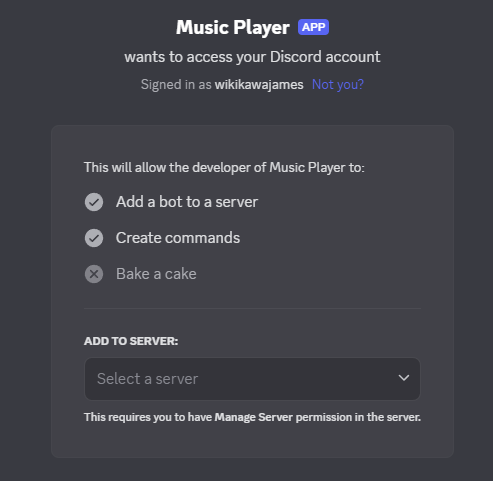 Music Player APP
wants to access your Discord account
Signed in as wikikawajames Not you?
This will allow the developer of Music Player to:
Add a bot to a server
Create commands
Bake a cake
ADD TO SERVER:
Select a server
This requires you to have Manage Server permission in the server.